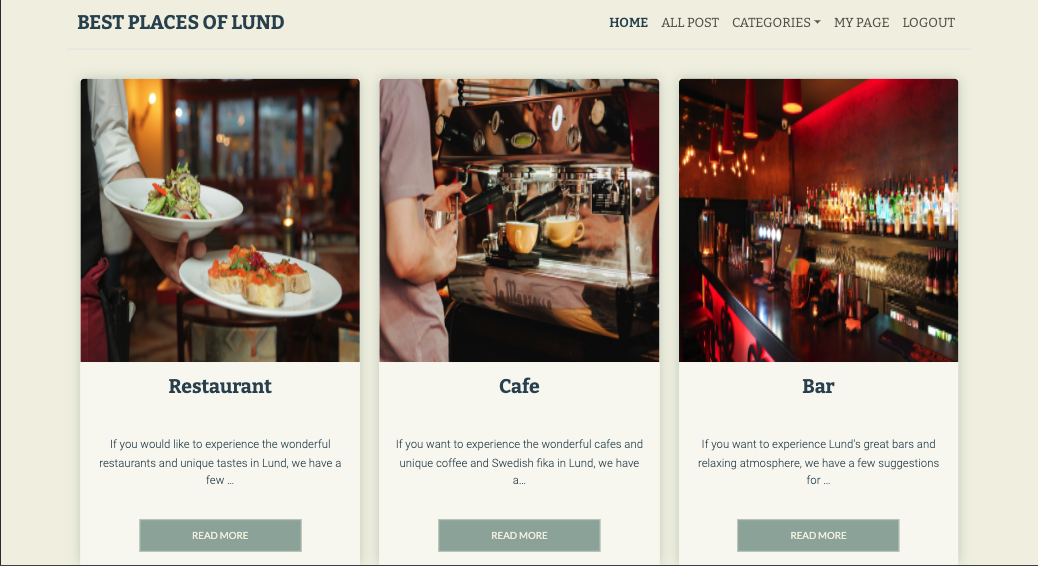 BEST PLACES OF LUND
HOME ALL POST CATEGORIES MY PAGE LOGOUT
Restaurant
If you would like to experience the wonderful
restaurants and unique tastes in Lund, we have a
few ...
READ MORE
Cafe
If you want to experience the wonderful cafes and
unique coffee and Swedish fika in Lund, we have
a...
READ MORE
Bar
If you want to experience Lund's great bars and
relaxing atmosphere, we have a few suggestions
for ...
READ MORE